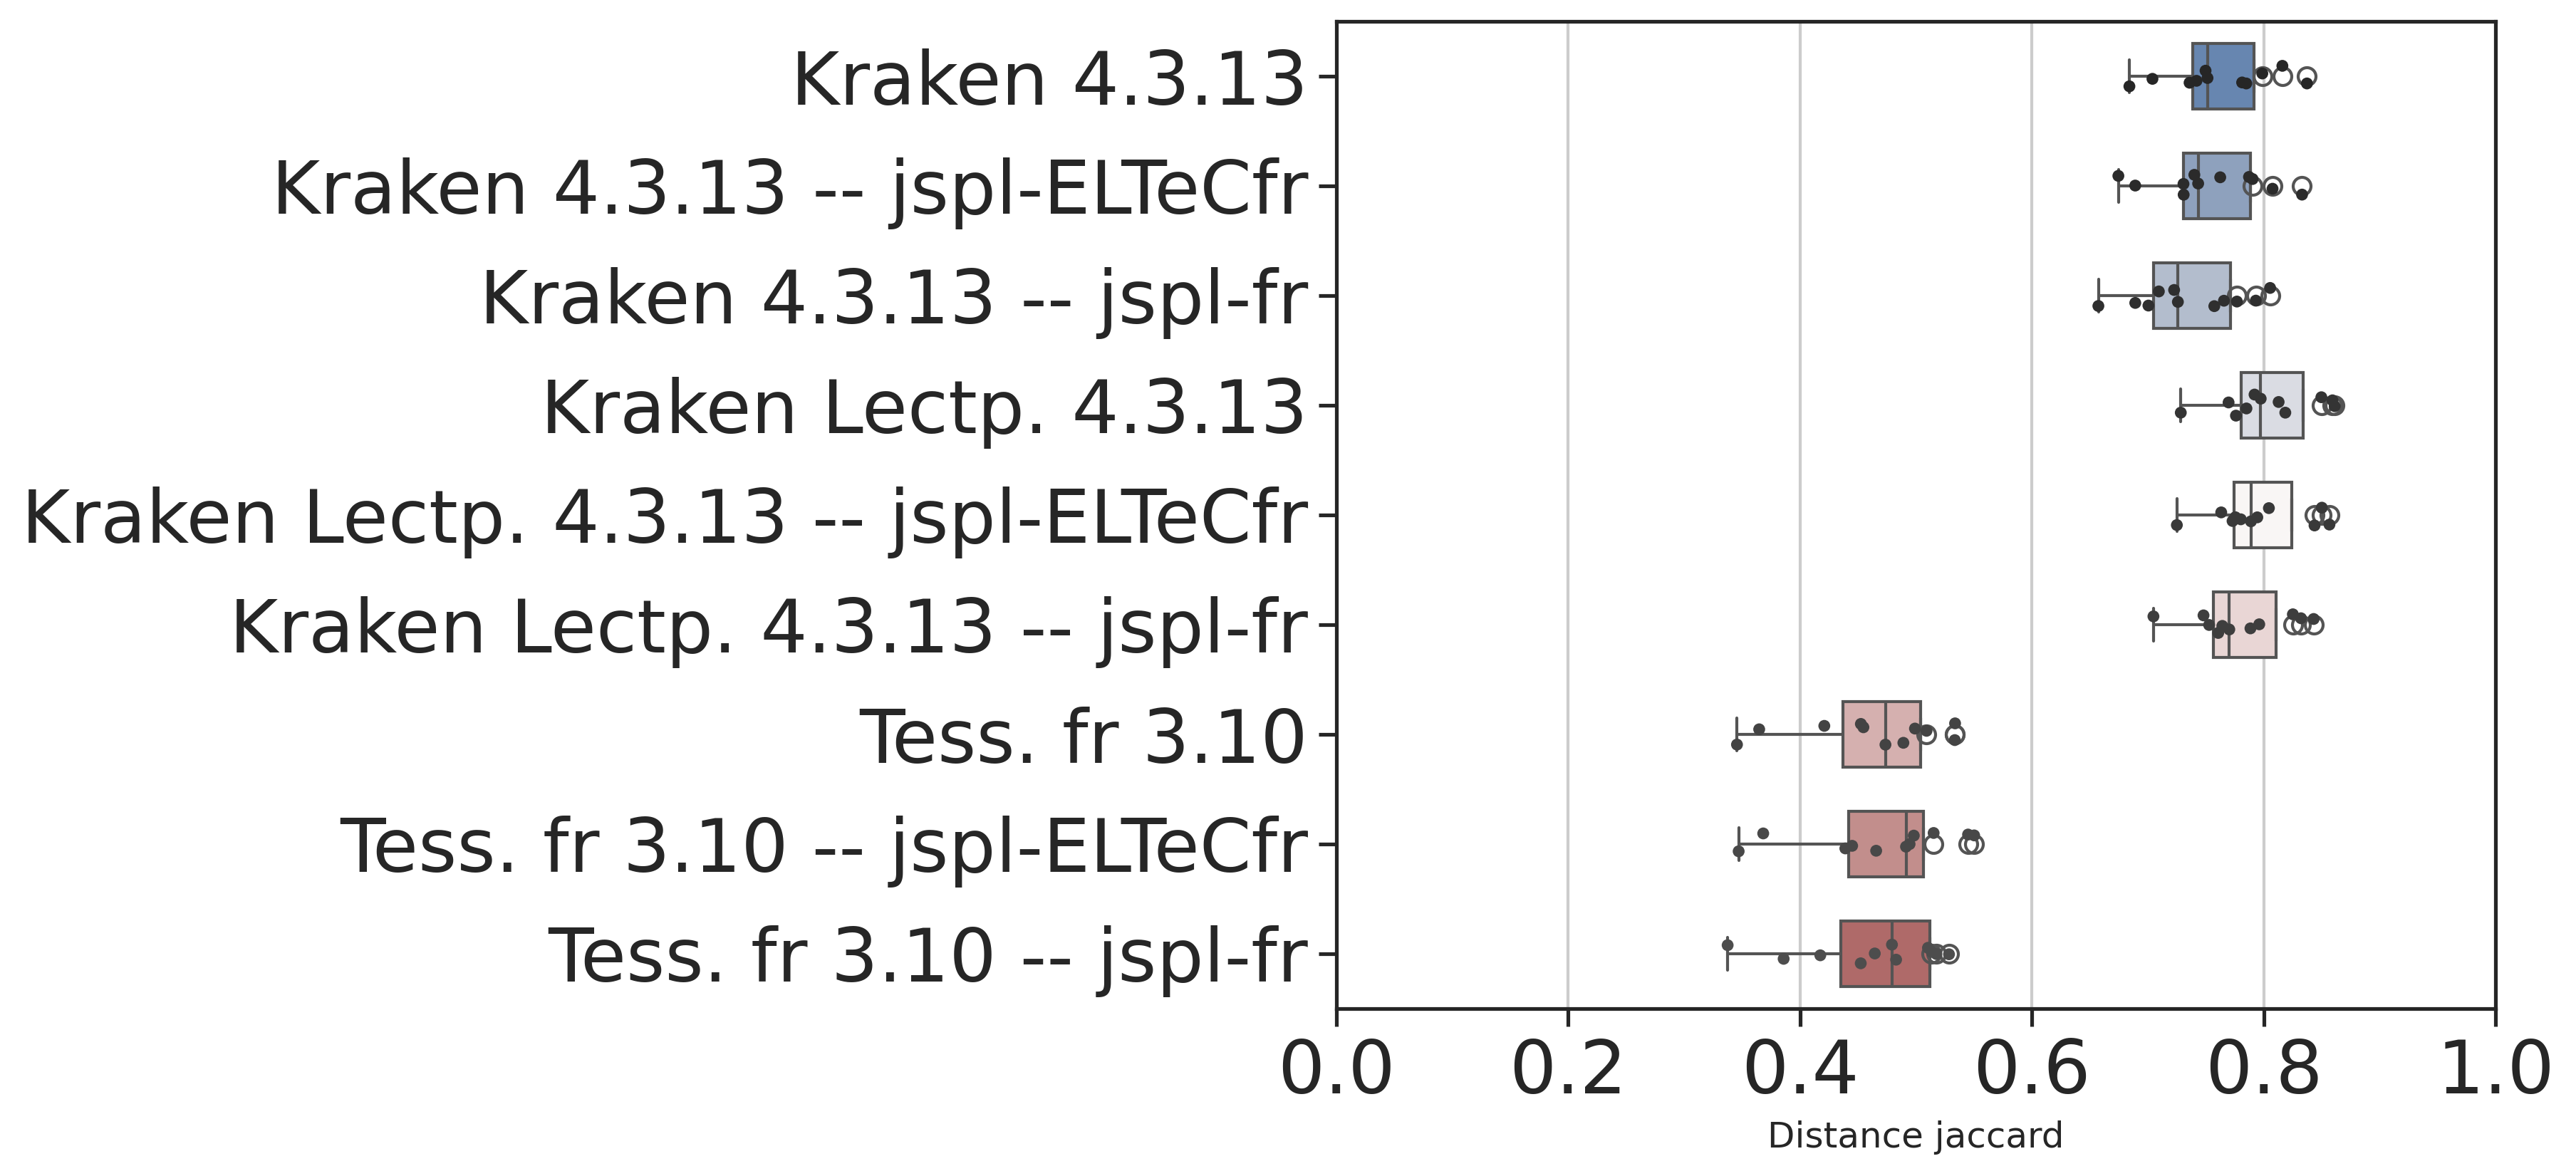 Kraken 4.3.13
Kraken 4.3.13 -- jspl-ELTeCfr
Kraken 4.3.13 -- jspl-fr
Kraken Lectp. 4.3.13
Kraken Lectp. 4.3.13 -- jspl-ELTeCfr
Kraken Lectp. 4.3.13 -- jspl-fr
Tess. fr 3.10
Tess. fr 3.10 -- jspl-ELTeCfr
Tess. fr 3.10 -- jspl-fr
0.0 0.2 0.4 0.6 0.8 1.0
Distance jaccard